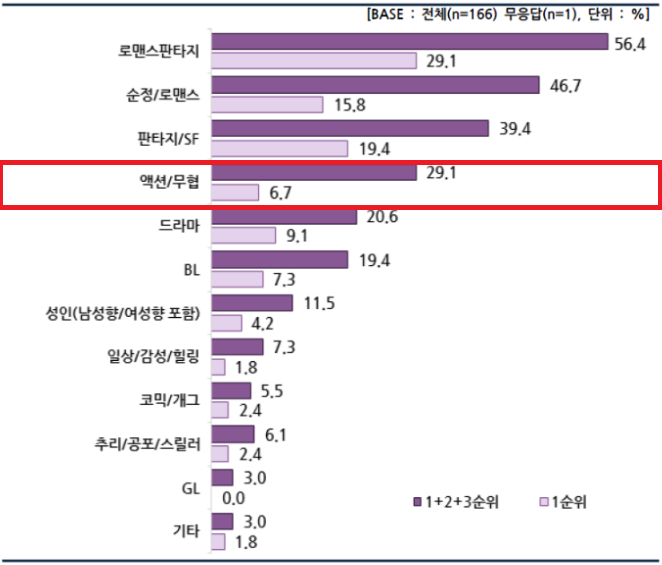 [BASE : 전체(n=166) 무응답(n=1), 단위 : %]
로맨스판타지 56.4
29.1
순정/로맨스 46.7
15.8
판타지/SF 39.4
19.4
액션/무협 29.1
6.7
드라마 20.6
9.1
BL 19.4
7.3
성인(남성향/여성향 포함) 11.5
4.2
일상/감성/힐링 7.3
1.8
코믹/개그 5.5
2.4
추리/공포/스릴러 6.1
2.4
GL 3.0
0.0
기타 3.0
1.8
1+2+3순위 1순위